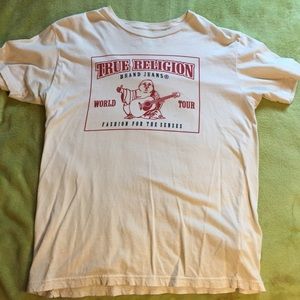 TRUE RELIGION
BRAND JEANS®
WORLD TOUR
FASHION FOR THE SENSES